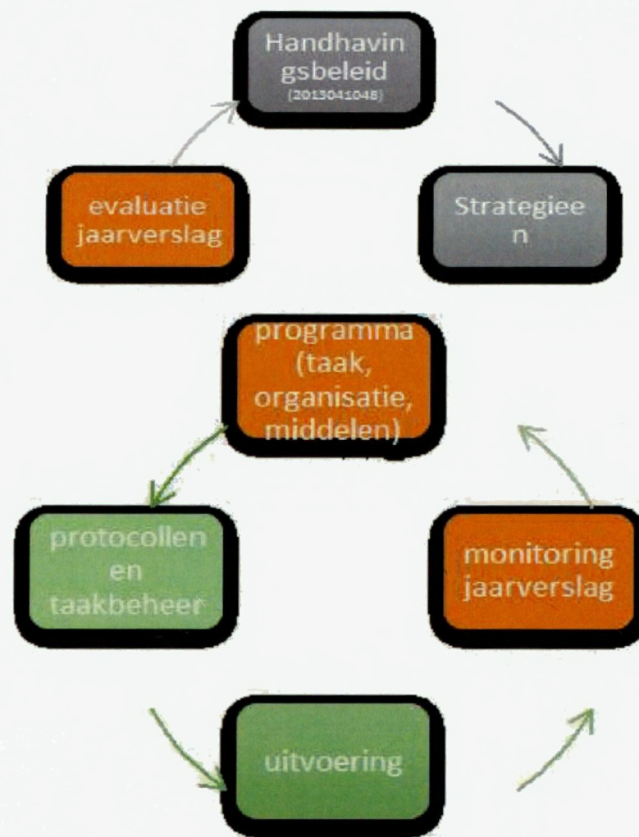 Handhavin
gsbeleid
(2013041048)
evaluatie
jaarverslag
Strategiee
n
programma
(taak,
organisatie,
middelen)
protocollen
en
taakbeheer
monitoring
jaarverslag
uitvoering